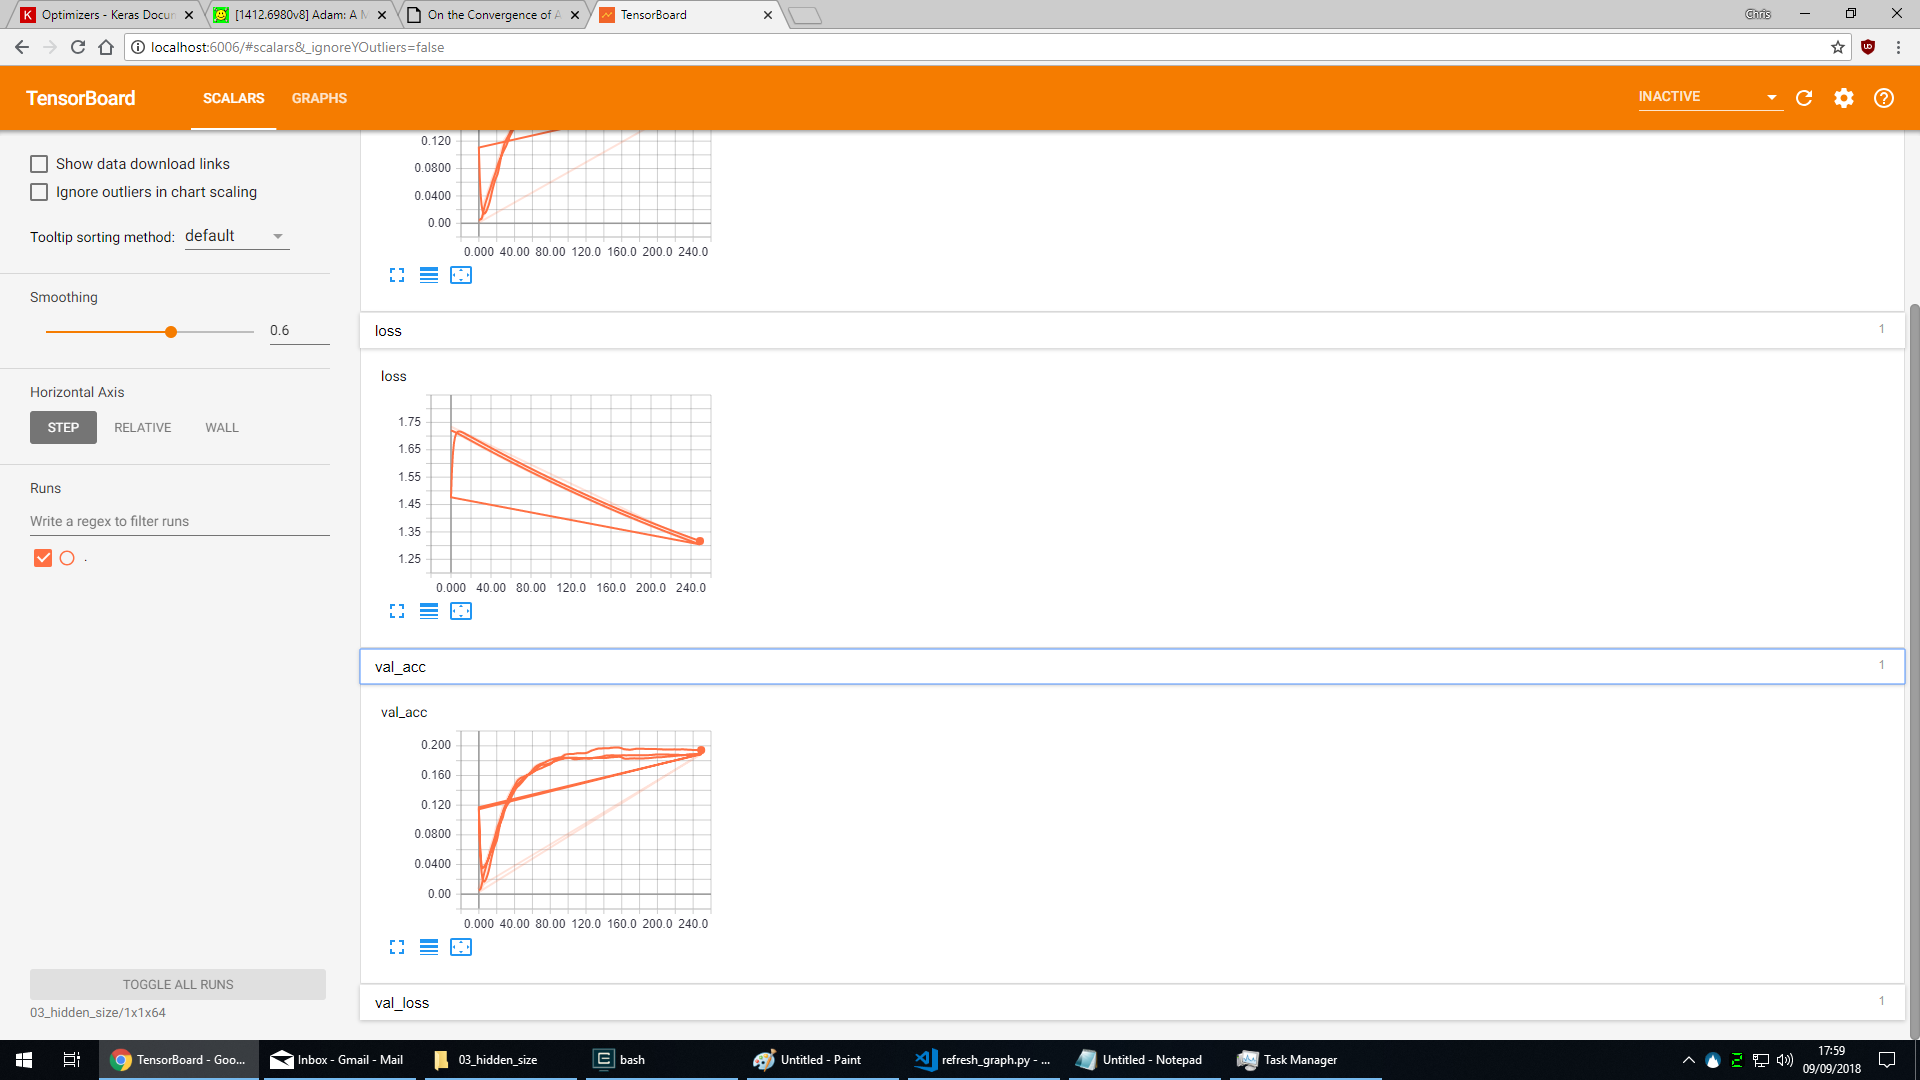 Optimizers - Keras Docun
[1412.6980v8] Adam: A M
On the Convergence of A
TensorBoard
Chris
localhost:6006/#scalars&_ignoreYOutliers=false
TensorBoard
SCALARS
GRAPHS
INACTIVE
Show data download links
Ignore outliers in chart scaling
Tooltip sorting method: default
Smoothing
0.6
Horizontal Axis
STEP
RELATIVE
WALL
Runs
Write a regex to filter runs
.
TOGGLE ALL RUNS
03_hidden_size/1x1x64
0.120
0.0800
0.0400
0.00
0.000 40.00 80.00 120.0 160.0 200.0 240.0
loss 1
loss
1.75
1.65
1.55
1.45
1.35
1.25
0.000 40.00 80.00 120.0 160.0 200.0 240.0
val_acc 1
val_acc
0.200
0.160
0.120
0.0800
0.0400
0.00
0.000 40.00 80.00 120.0 160.0 200.0 240.0
val_loss 1
TensorBoard - Goo...
Inbox - Gmail - Mail
03_hidden_size
bash
Untitled - Paint
refresh_graph.py - ...
Untitled - Notepad
Task Manager
17:59
09/09/2018